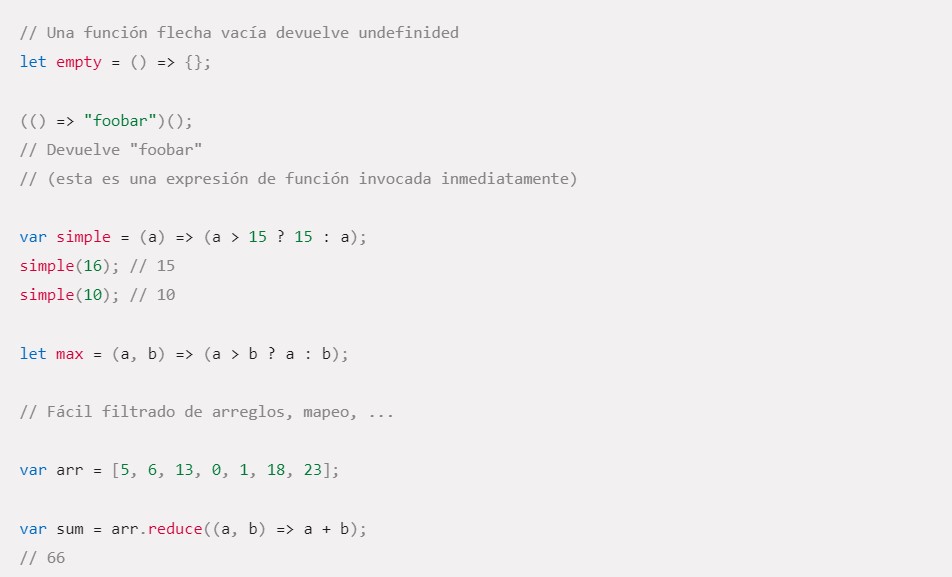 // Una función flecha vacía devuelve undefinided
let empty = () => {};
(() => "foobar")();
// Devuelve "foobar"
// (esta es una expresión de función invocada inmediatamente)
var simple = (a) => (a > 15 ? 15 : a);
simple(16); // 15
simple(10); // 10
let max = (a, b) => (a > b ? a : b);
// Fácil filtrado de arreglos, mapeo, ...
var arr = [5, 6, 13, 0, 1, 18, 23];
var sum = arr.reduce((a, b) => a + b);
// 66